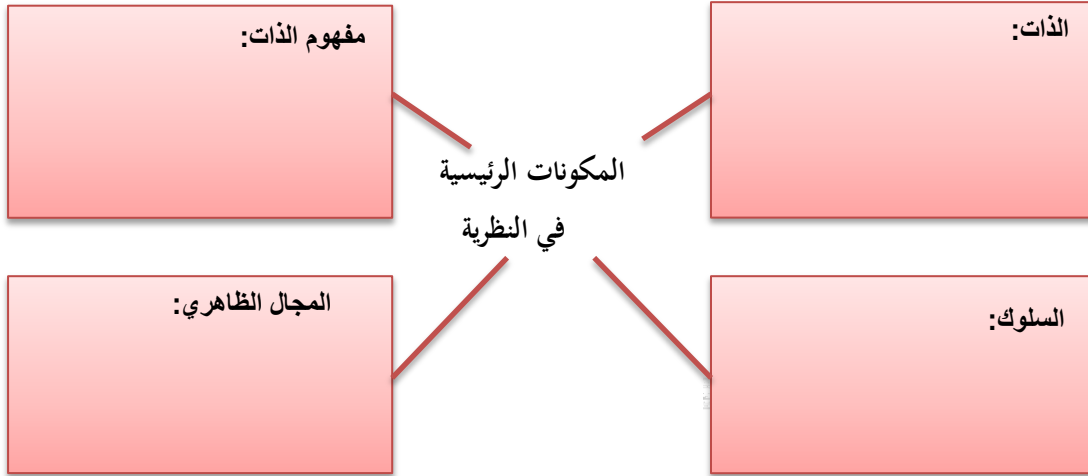 الذات:
مفهوم الذات:
المكونات الرئيسية
في النظرية
السلوك:
المجال الظاهري: